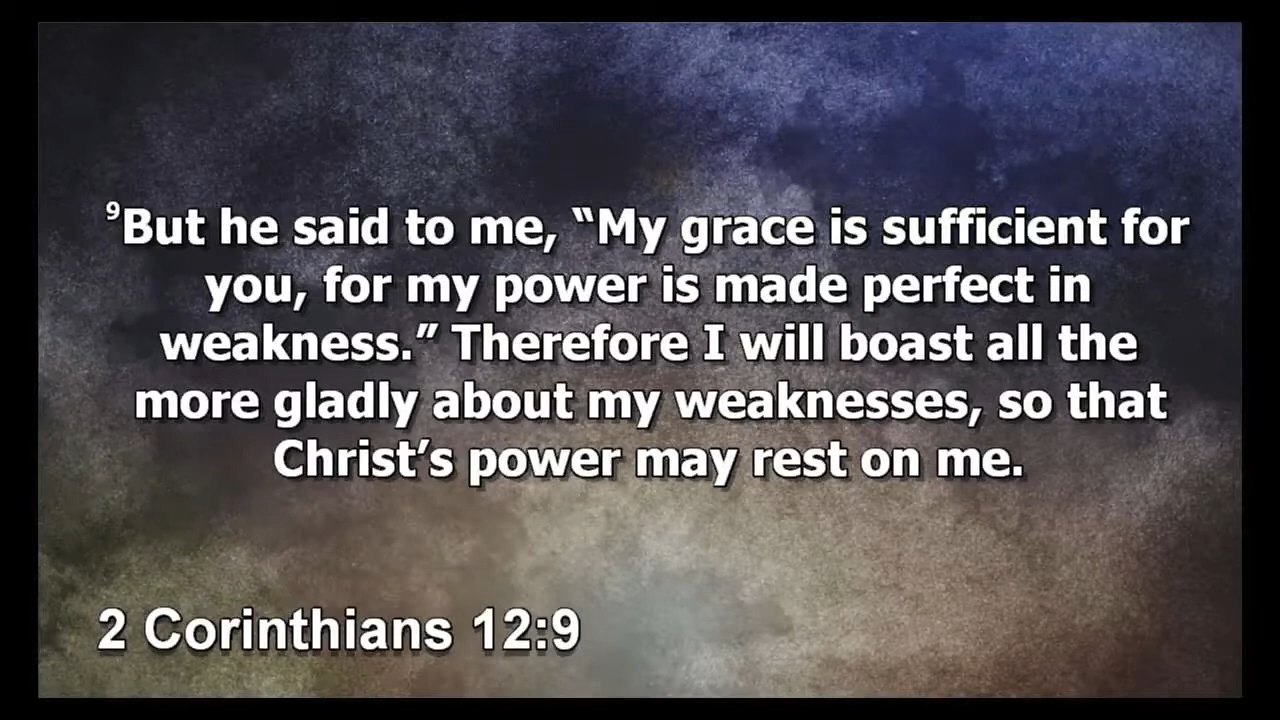 ⁹But he said to me, “My grace is sufficient for
you, for my power is made perfect in
weakness.” Therefore I will boast all the
more gladly about my weaknesses, so that
Christ’s power may rest on me.
2 Corinthians 12:9